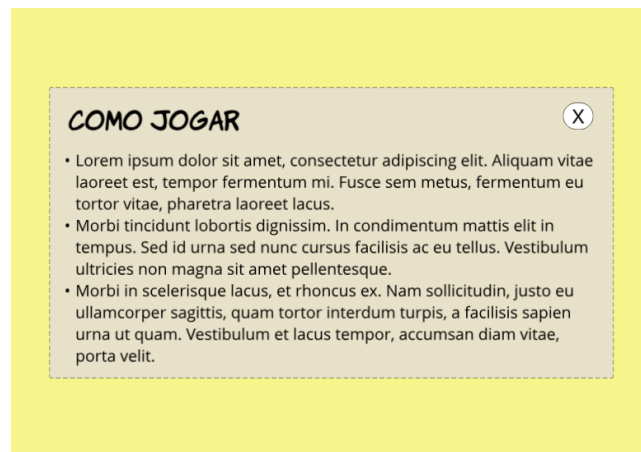 COMO JOGAR
X
• Lorem ipsum dolor sit amet, consectetur adipiscing elit. Aliquam vitae
laoreet est, tempor fermentum mi. Fusce sem metus, fermentum eu
tortor vitae, pharetra laoreet lacus.
• Morbi tincidunt lobortis dignissim. In condimentum mattis elit in
tempus. Sed id urna sed nunc cursus facilisis ac eu tellus. Vestibulum
ultricies non magna sit amet pellentesque.
• Morbi in scelerisque lacus, et rhoncus ex. Nam sollicitudin, justo eu
ullamcorper sagittis, quam tortor interdum turpis, a facilisis sapien
urna ut quam. Vestibulum et lacus tempor, accumsan diam vitae,
porta velit.